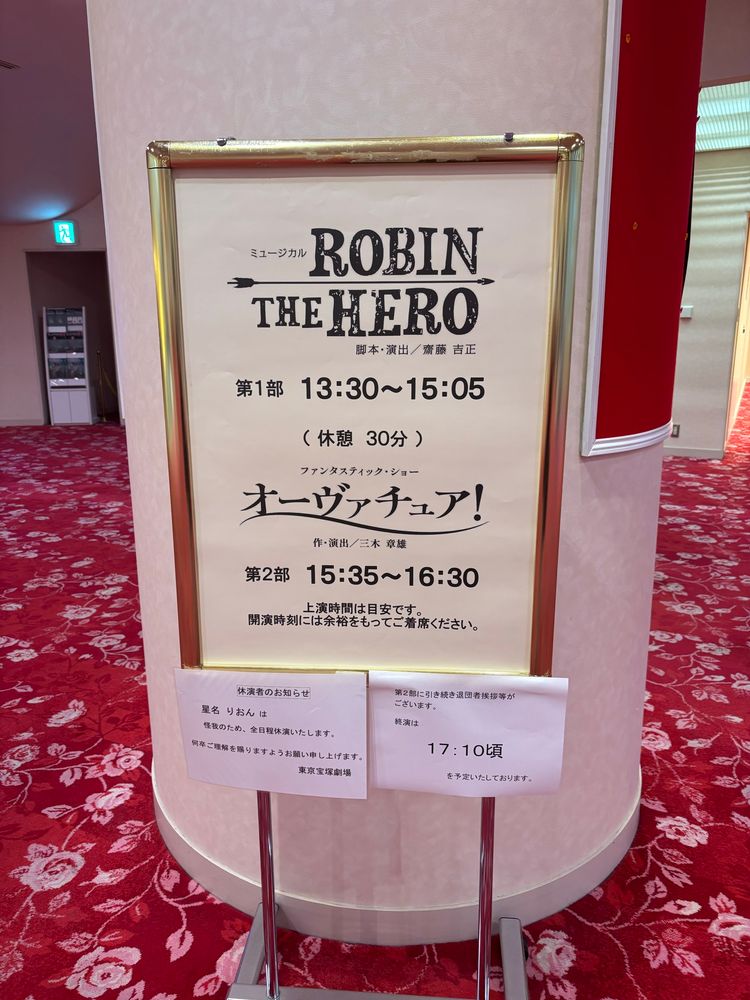 ミュージカル ROBIN
THE HERO
脚本・演出／齋藤 吉正
第1部 13:30～15:05
（ 休憩 30分 ）
ファンタスティック・ショー
オーヴァチュア！
作・演出／三木 章雄
第2部 15:35～16:30
上演時間は目安です。
開演時刻には余裕をもってご着席ください。
休演者のお知らせ
星名 りおん は
怪我のため、全日程休演いたします。
何卒ご理解を賜りますようお願い申し上げます。
東京宝塚劇場
第2部に引き続き退団者挨拶等が
ございます。
終演は
17:10頃
を予定いたしております。